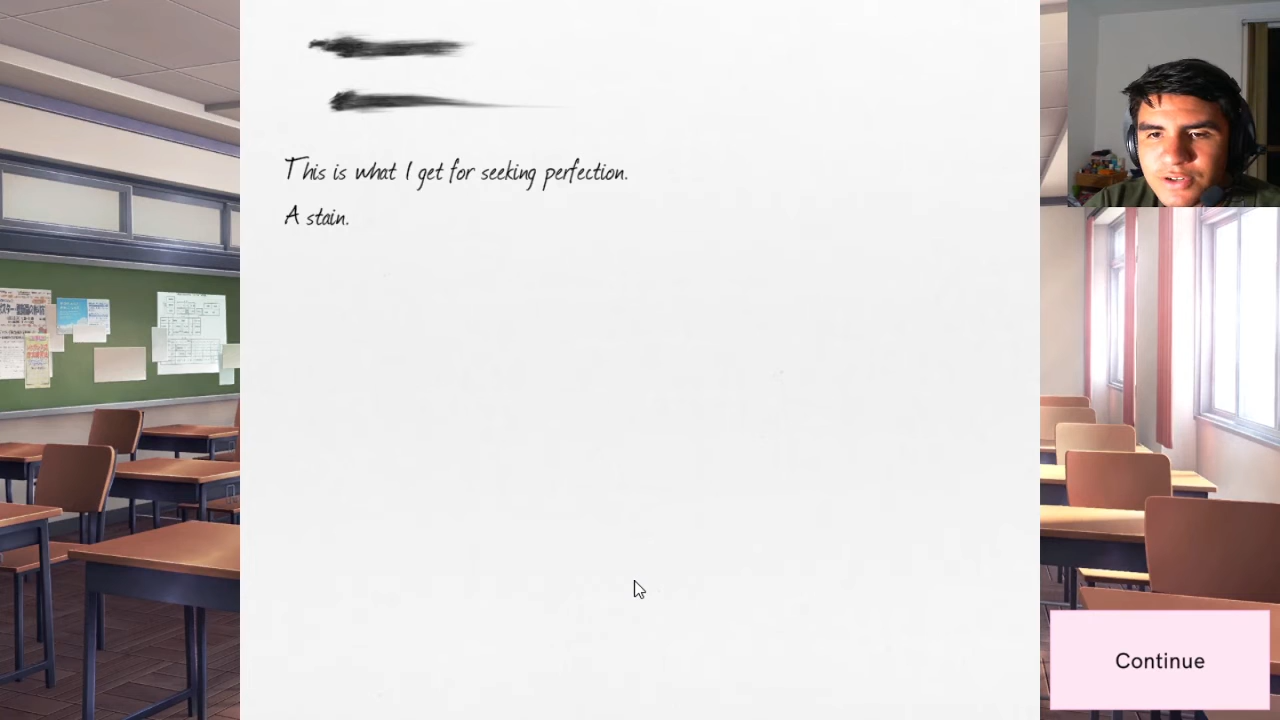 This is what I get for seeking perfection.
A stain.
Continue